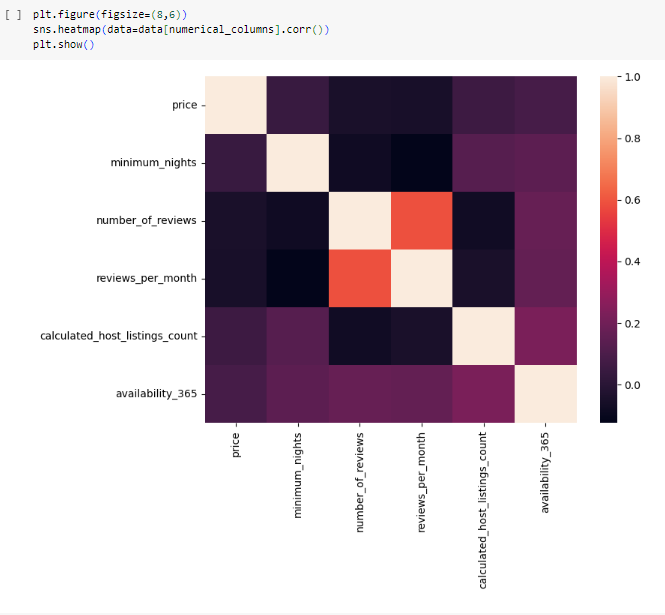 [ ] plt.figure(figsize=(8,6))
sns.heatmap(data=data[numerical_columns].corr())
plt.show()
price
minimum_nights
number_of_reviews
reviews_per_month
calculated_host_listings_count
availability_365
price
minimum_nights
number_of_reviews
reviews_per_month
calculated_host_listings_count
availability_365
1.0
0.8
0.6
0.4
0.2
0.0